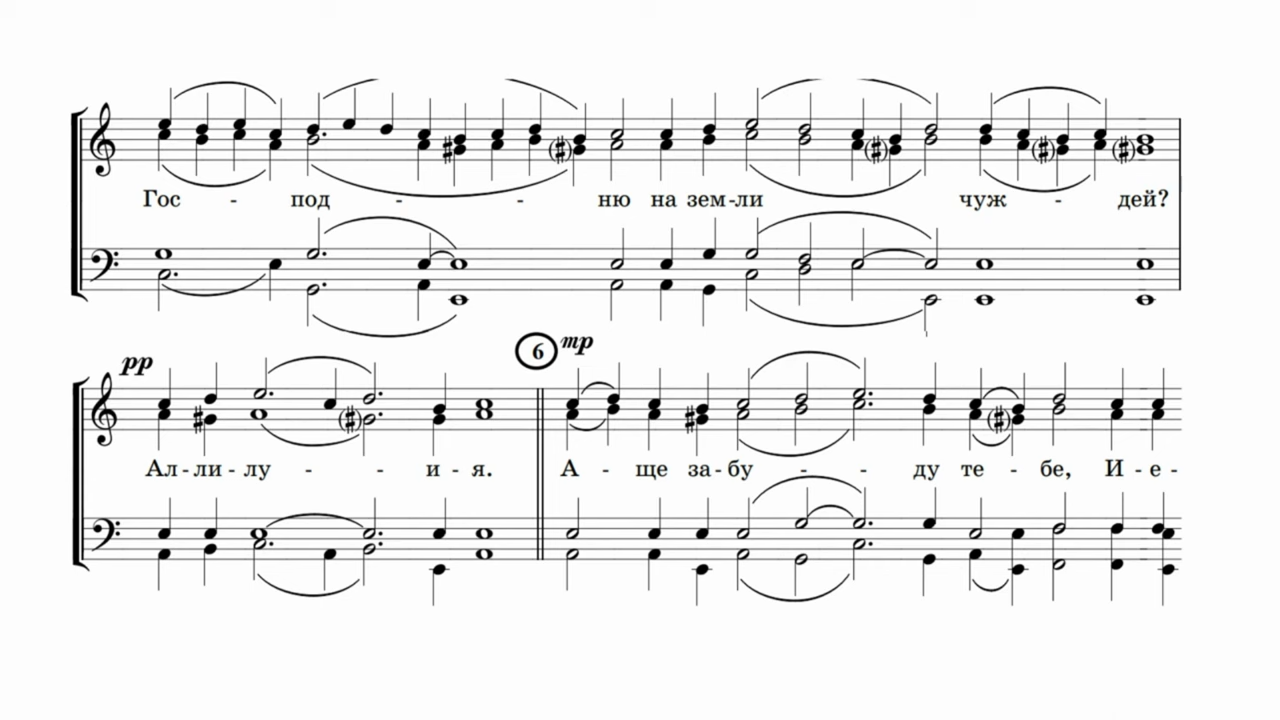 Гос - под - - ню на зем-ли чуж - дей?
pp 6 mp
Ал-ли-лу - - и-я. А - ще за-бу - - ду те - бе, И-е-